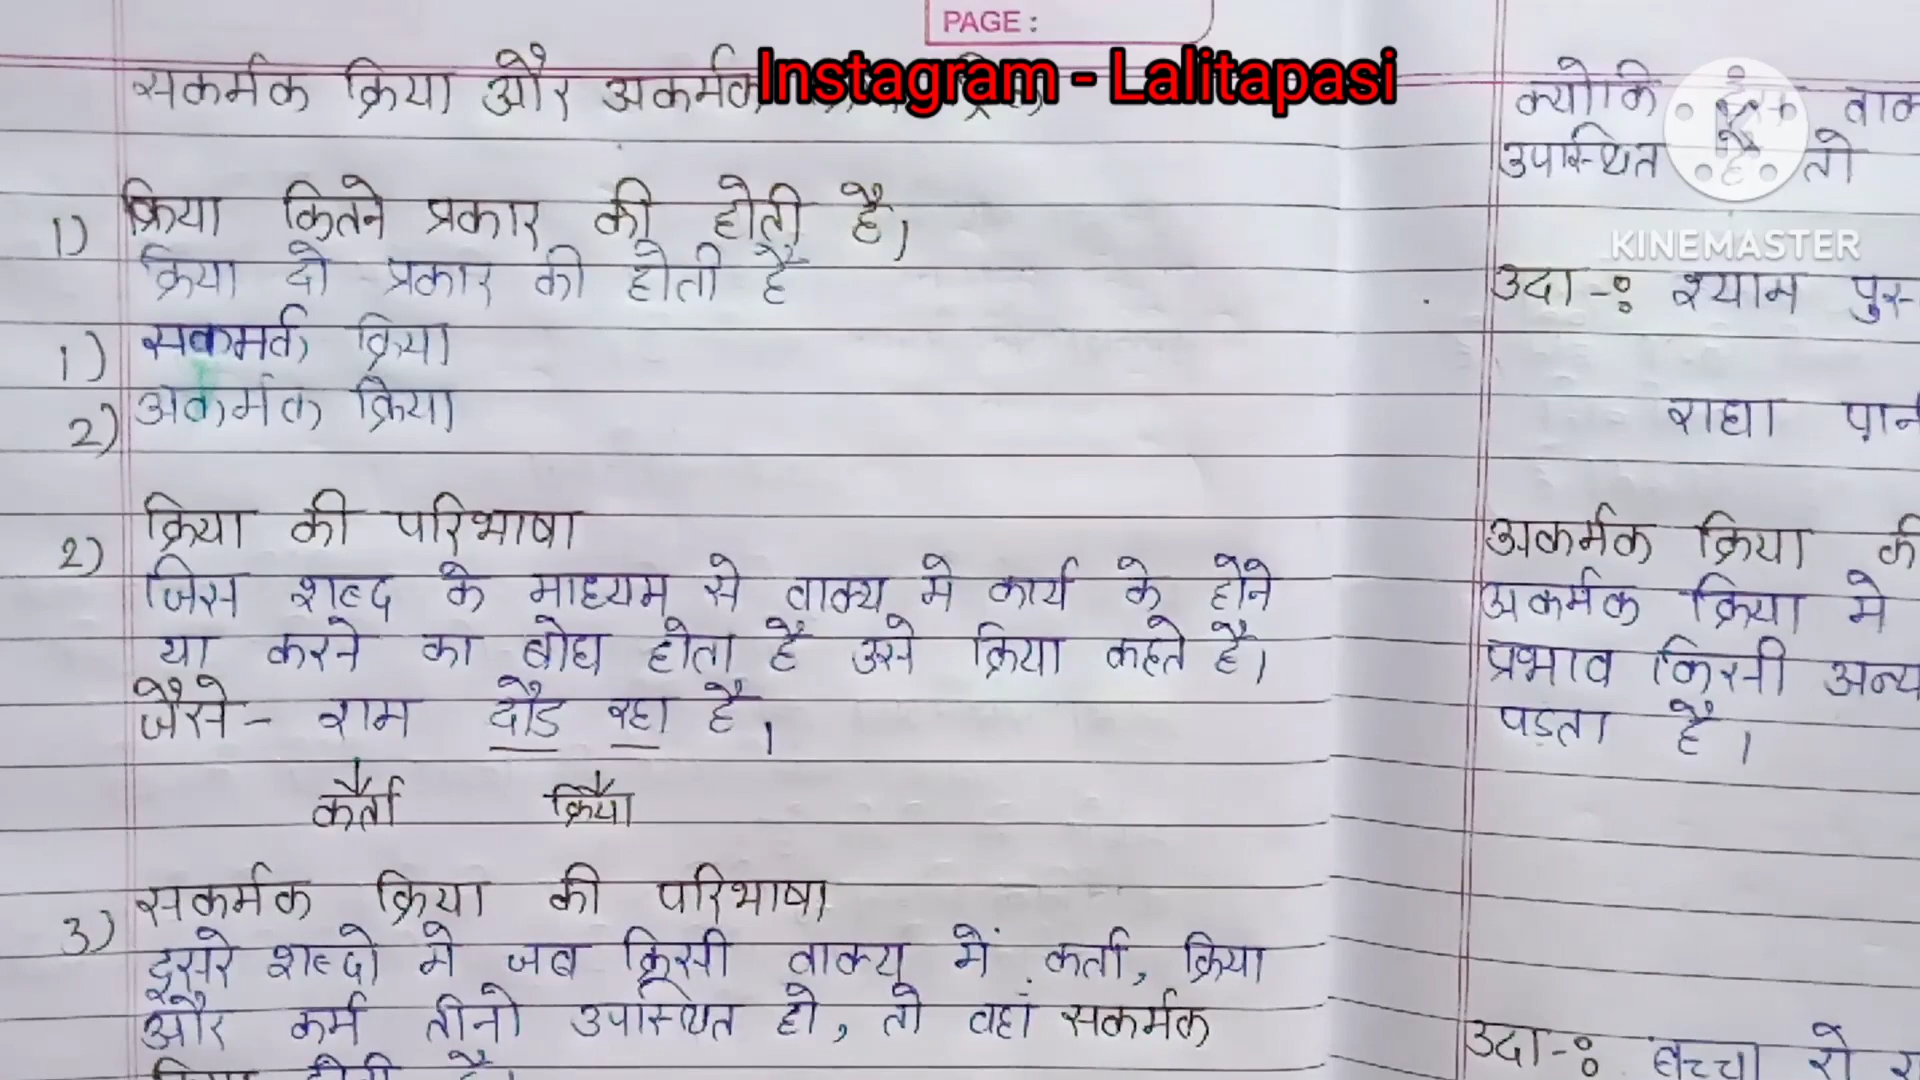 PAGE :
Instagram - Lalitapasi
सकर्मक क्रिया और अकर्मक
1) क्रिया कितने प्रकार की होती है।
क्रिया दो प्रकार की होती है
1) सकमर्क क्रिया
2) अकर्मक क्रिया
2) क्रिया की परिभाषा
जिस शब्द के माध्यम से वाक्य मे कार्य के होने
या करने का बोध होता है उसे क्रिया कहते है।
जैसे - राम दौड रहा है।
कर्ता क्रिया
3) सकर्मक क्रिया की परिभाषा
दूसरे शब्दो मे जब किसी वाक्य में कर्ता, क्रिया
और कर्म तीनो उपस्थित हो, तो वहां सकर्मक
क्योकि
उपस्थित है तो
KINEMASTER
उदा -: श्याम
राधा
अकर्मक क्रिया
अकर्मक क्रिया मे
प्रभाव किसी अन्य
पडता है।
उदा -: बच्चा रो